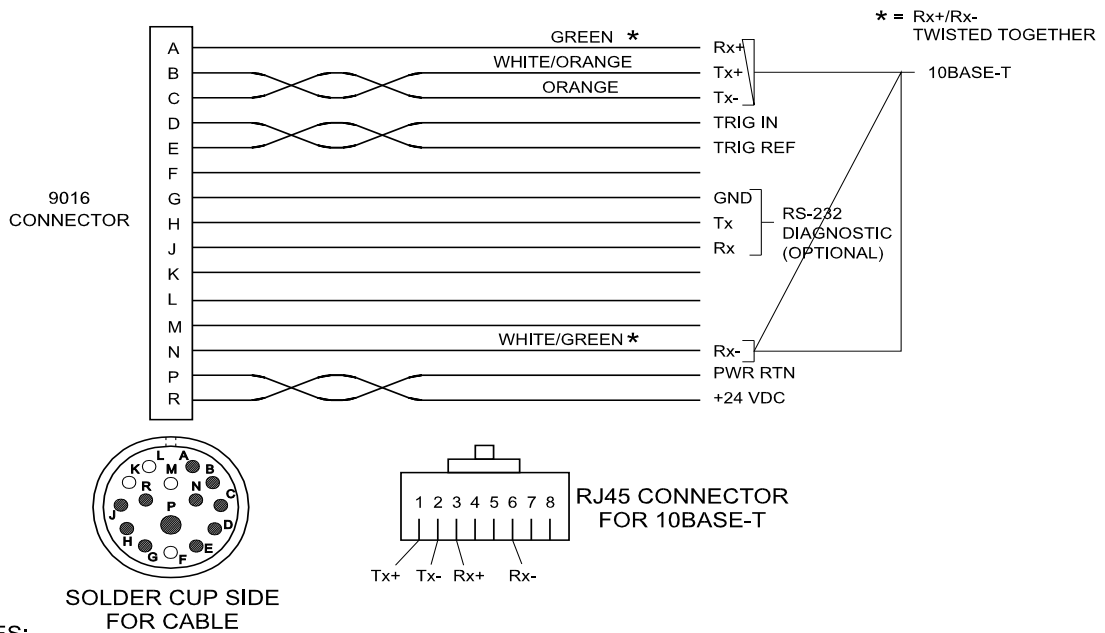 * = Rx+/Rx-
TWISTED TOGETHER
A GREEN * Rx+
B WHITE/ORANGE Tx+ 10BASE-T
C ORANGE Tx-
D TRIG IN
E TRIG REF
F
9016
CONNECTOR
G GND
H Tx
J Rx
RS-232
DIAGNOSTIC
(OPTIONAL)
K
L
M
N WHITE/GREEN * Rx-
P PWR RTN
R +24 VDC
L A
K M B
R N
J P C
D
H
G F E
SOLDER CUP SIDE
FOR CABLE
1 2 3 4 5 6 7 8
RJ45 CONNECTOR
FOR 10BASE-T
Tx+ Tx- Rx+ Rx-